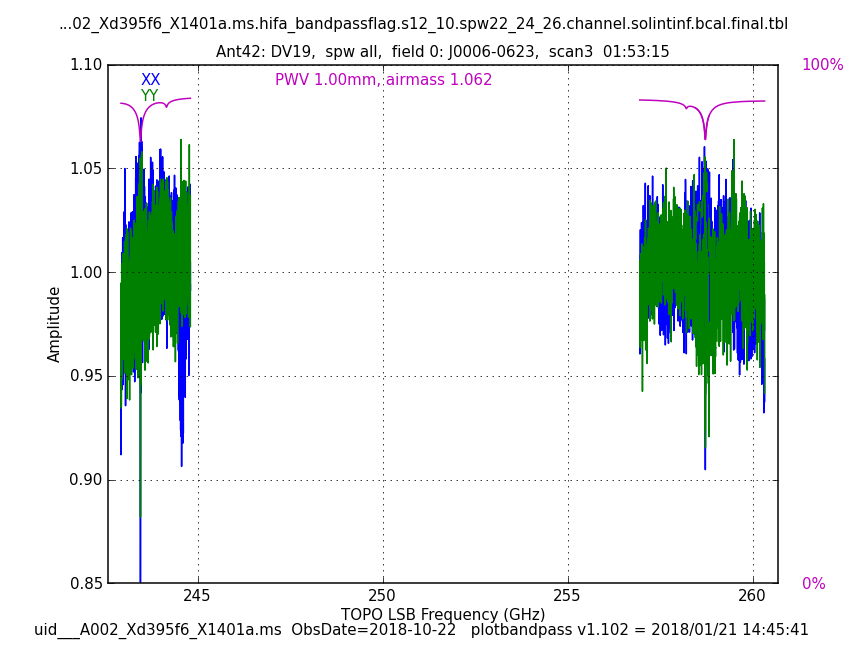 ...02_Xd395f6_X1401a.ms.hifa_bandpassflag.s12_10.spw22_24_26.channel.solintinf.bcal.final.tbl
Ant42: DV19,  spw all,  field 0: J0006-0623,  scan3  01:53:15
1.10
100%
XX
PWV 1.00mm, airmass 1.062
YY
1.05
1.00
Amplitude
0.95
0.90
0.85
0%
245
250
255
260
TOPO LSB Frequency (GHz)
uid___A002_Xd395f6_X1401a.ms  ObsDate=2018-10-22   plotbandpass v1.102 = 2018/01/21 14:45:41